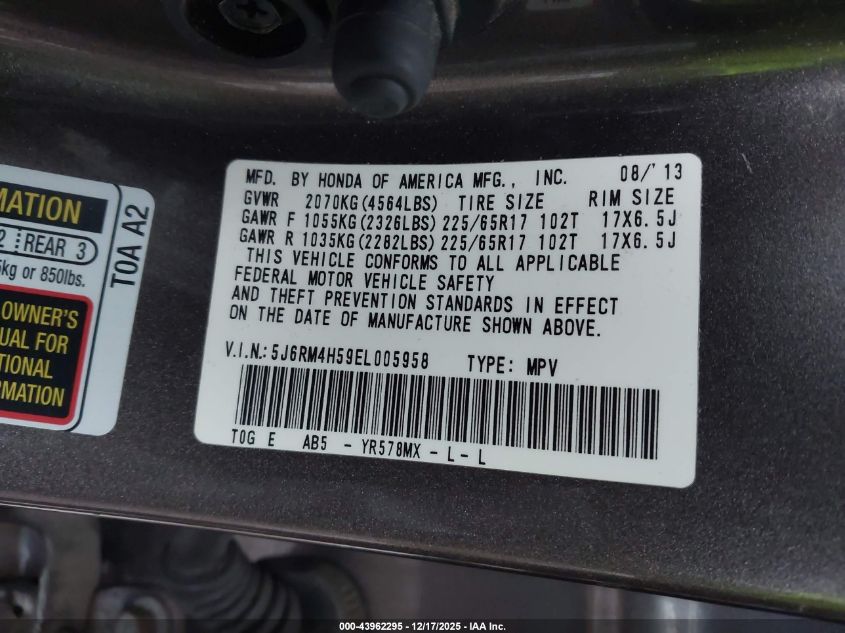 MATION
2 REAR 3
kg or 850lbs.
OWNER'S
UAL FOR
TIONAL
RMATION
T0A A2
MFD. BY HONDA OF AMERICA MFG., INC. 08/'13
GVWR 2070KG(4564LBS) TIRE SIZE RIM SIZE
GAWR F 1055KG(2326LBS) 225/65R17 102T 17X6.5J
GAWR R 1035KG(2282LBS) 225/65R17 102T 17X6.5J
THIS VEHICLE CONFORMS TO ALL APPLICABLE
FEDERAL MOTOR VEHICLE SAFETY
AND THEFT PREVENTION STANDARDS IN EFFECT
ON THE DATE OF MANUFACTURE SHOWN ABOVE.
V.I.N.:5J6RM4H59EL005958 TYPE: MPV
T0G E AB5 - YR578MX - L - L
000-43962295 - 12/17/2025 - IAA Inc.